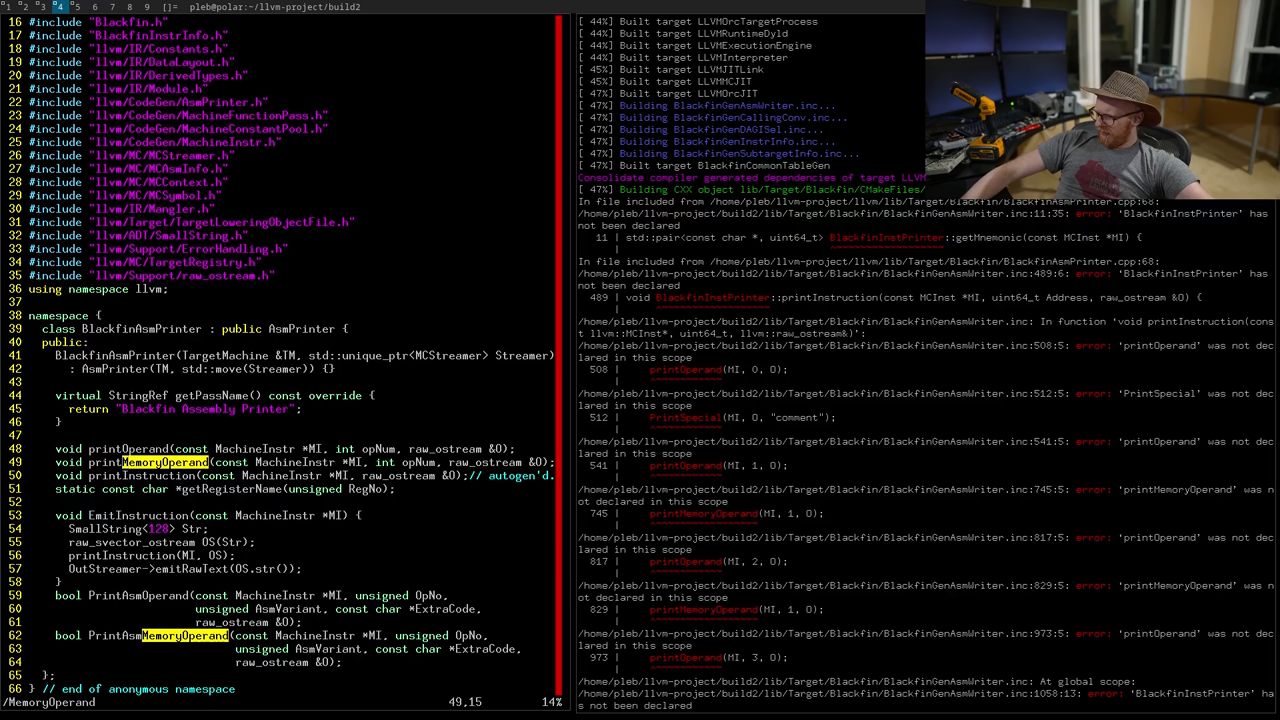 1 2 3 4 5 6 7 8 9 []= pleb@polar:~/llvm-project/build2
16 #include "Blackfin.h"
17 #include "BlackfinInstrInfo.h"
18 #include "llvm/IR/Constants.h"
19 #include "llvm/IR/DataLayout.h"
20 #include "llvm/IR/DerivedTypes.h"
21 #include "llvm/IR/Module.h"
22 #include "llvm/CodeGen/AsmPrinter.h"
23 #include "llvm/CodeGen/MachineFunctionPass.h"
24 #include "llvm/CodeGen/MachineConstantPool.h"
25 #include "llvm/CodeGen/MachineInstr.h"
26 #include "llvm/MC/MCStreamer.h"
27 #include "llvm/MC/MCAsmInfo.h"
28 #include "llvm/MC/MCContext.h"
29 #include "llvm/MC/MCSymbol.h"
30 #include "llvm/IR/Mangler.h"
31 #include "llvm/Target/TargetLoweringObjectFile.h"
32 #include "llvm/ADT/SmallString.h"
33 #include "llvm/Support/ErrorHandling.h"
34 #include "llvm/MC/TargetRegistry.h"
35 #include "llvm/Support/raw_ostream.h"
36 using namespace llvm;
37
38 namespace {
39 class BlackfinAsmPrinter : public AsmPrinter {
40 public:
41 BlackfinAsmPrinter(TargetMachine &TM, std::unique_ptr<MCStreamer> Streamer)
42 : AsmPrinter(TM, std::move(Streamer)) {}
43
44 virtual StringRef getPassName() const override {
45 return "Blackfin Assembly Printer";
46 }
47
48 void printOperand(const MachineInstr *MI, int opNum, raw_ostream &O);
49 void printMemoryOperand(const MachineInstr *MI, int opNum, raw_ostream &O);
50 void printInstruction(const MachineInstr *MI, raw_ostream &O);// autogen'd.
51 static const char *getRegisterName(unsigned RegNo);
52
53 void EmitInstruction(const MachineInstr *MI) {
54 SmallString<128> Str;
55 raw_svector_ostream OS(Str);
56 printInstruction(MI, OS);
57 OutStreamer->emitRawText(OS.str());
58 }
59 bool PrintAsmOperand(const MachineInstr *MI, unsigned OpNo,
60 unsigned AsmVariant, const char *ExtraCode,
61 raw_ostream &O);
62 bool PrintAsmMemoryOperand(const MachineInstr *MI, unsigned OpNo,
63 unsigned AsmVariant, const char *ExtraCode,
64 raw_ostream &O);
65 };
66 } // end of anonymous namespace
/MemoryOperand 49,15 14%
[ 44%] Built target LLVMOrcTargetProcess
[ 44%] Built target LLVMRuntimeDyld
[ 44%] Built target LLVMExecutionEngine
[ 44%] Built target LLVMInterpreter
[ 45%] Built target LLVMJITLink
[ 45%] Built target LLVMMCJIT
[ 47%] Built target LLVMOrcJIT
[ 47%] Building BlackfinGenAsmWriter.inc...
[ 47%] Building BlackfinGenCallingConv.inc...
[ 47%] Building BlackfinGenDAGISel.inc...
[ 47%] Building BlackfinGenInstrInfo.inc...
[ 47%] Building BlackfinGenSubtargetInfo.inc...
[ 47%] Built target BlackfinCommonTableGen
Consolidate compiler generated dependencies of target LLVM
[ 47%] Building CXX object lib/Target/Blackfin/CMakeFiles/
In file included from /home/pleb/llvm-project/llvm/lib/Target/Blackfin/BlackfinAsmPrinter.cpp:68:
/home/pleb/llvm-project/build2/lib/Target/Blackfin/BlackfinGenAsmWriter.inc:11:35: error: 'BlackfinInstPrinter' has
not been declared
11 | std::pair<const char *, uint64_t> BlackfinInstPrinter::getMnemonic(const MCInst *MI) {
|
In file included from /home/pleb/llvm-project/llvm/lib/Target/Blackfin/BlackfinAsmPrinter.cpp:68:
/home/pleb/llvm-project/build2/lib/Target/Blackfin/BlackfinGenAsmWriter.inc:489:6: error: 'BlackfinInstPrinter' has
not been declared
489 | void BlackfinInstPrinter::printInstruction(const MCInst *MI, uint64_t Address, raw_ostream &O) {
|
/home/pleb/llvm-project/build2/lib/Target/Blackfin/BlackfinGenAsmWriter.inc: In function 'void printInstruction(cons
t llvm::MCInst*, uint64_t, llvm::raw_ostream&)':
/home/pleb/llvm-project/build2/lib/Target/Blackfin/BlackfinGenAsmWriter.inc:508:5: error: 'printOperand' was not dec
lared in this scope
508 | printOperand(MI, 0, O);
|
/home/pleb/llvm-project/build2/lib/Target/Blackfin/BlackfinGenAsmWriter.inc:512:5: error: 'PrintSpecial' was not dec
lared in this scope
512 | PrintSpecial(MI, O, "comment");
|
/home/pleb/llvm-project/build2/lib/Target/Blackfin/BlackfinGenAsmWriter.inc:541:5: error: 'printOperand' was not dec
lared in this scope
541 | printOperand(MI, 1, O);
|
/home/pleb/llvm-project/build2/lib/Target/Blackfin/BlackfinGenAsmWriter.inc:745:5: error: 'printMemoryOperand' was n
ot declared in this scope
745 | printMemoryOperand(MI, 1, O);
|
/home/pleb/llvm-project/build2/lib/Target/Blackfin/BlackfinGenAsmWriter.inc:817:5: error: 'printOperand' was not dec
lared in this scope
817 | printOperand(MI, 2, O);
|
/home/pleb/llvm-project/build2/lib/Target/Blackfin/BlackfinGenAsmWriter.inc:829:5: error: 'printMemoryOperand' was n
ot declared in this scope
829 | printMemoryOperand(MI, 1, O);
|
/home/pleb/llvm-project/build2/lib/Target/Blackfin/BlackfinGenAsmWriter.inc:973:5: error: 'printOperand' was not dec
lared in this scope
973 | printOperand(MI, 3, O);
|
/home/pleb/llvm-project/build2/lib/Target/Blackfin/BlackfinGenAsmWriter.inc: At global scope:
/home/pleb/llvm-project/build2/lib/Target/Blackfin/BlackfinGenAsmWriter.inc:1058:13: error: 'BlackfinInstPrinter' ha
s not been declared